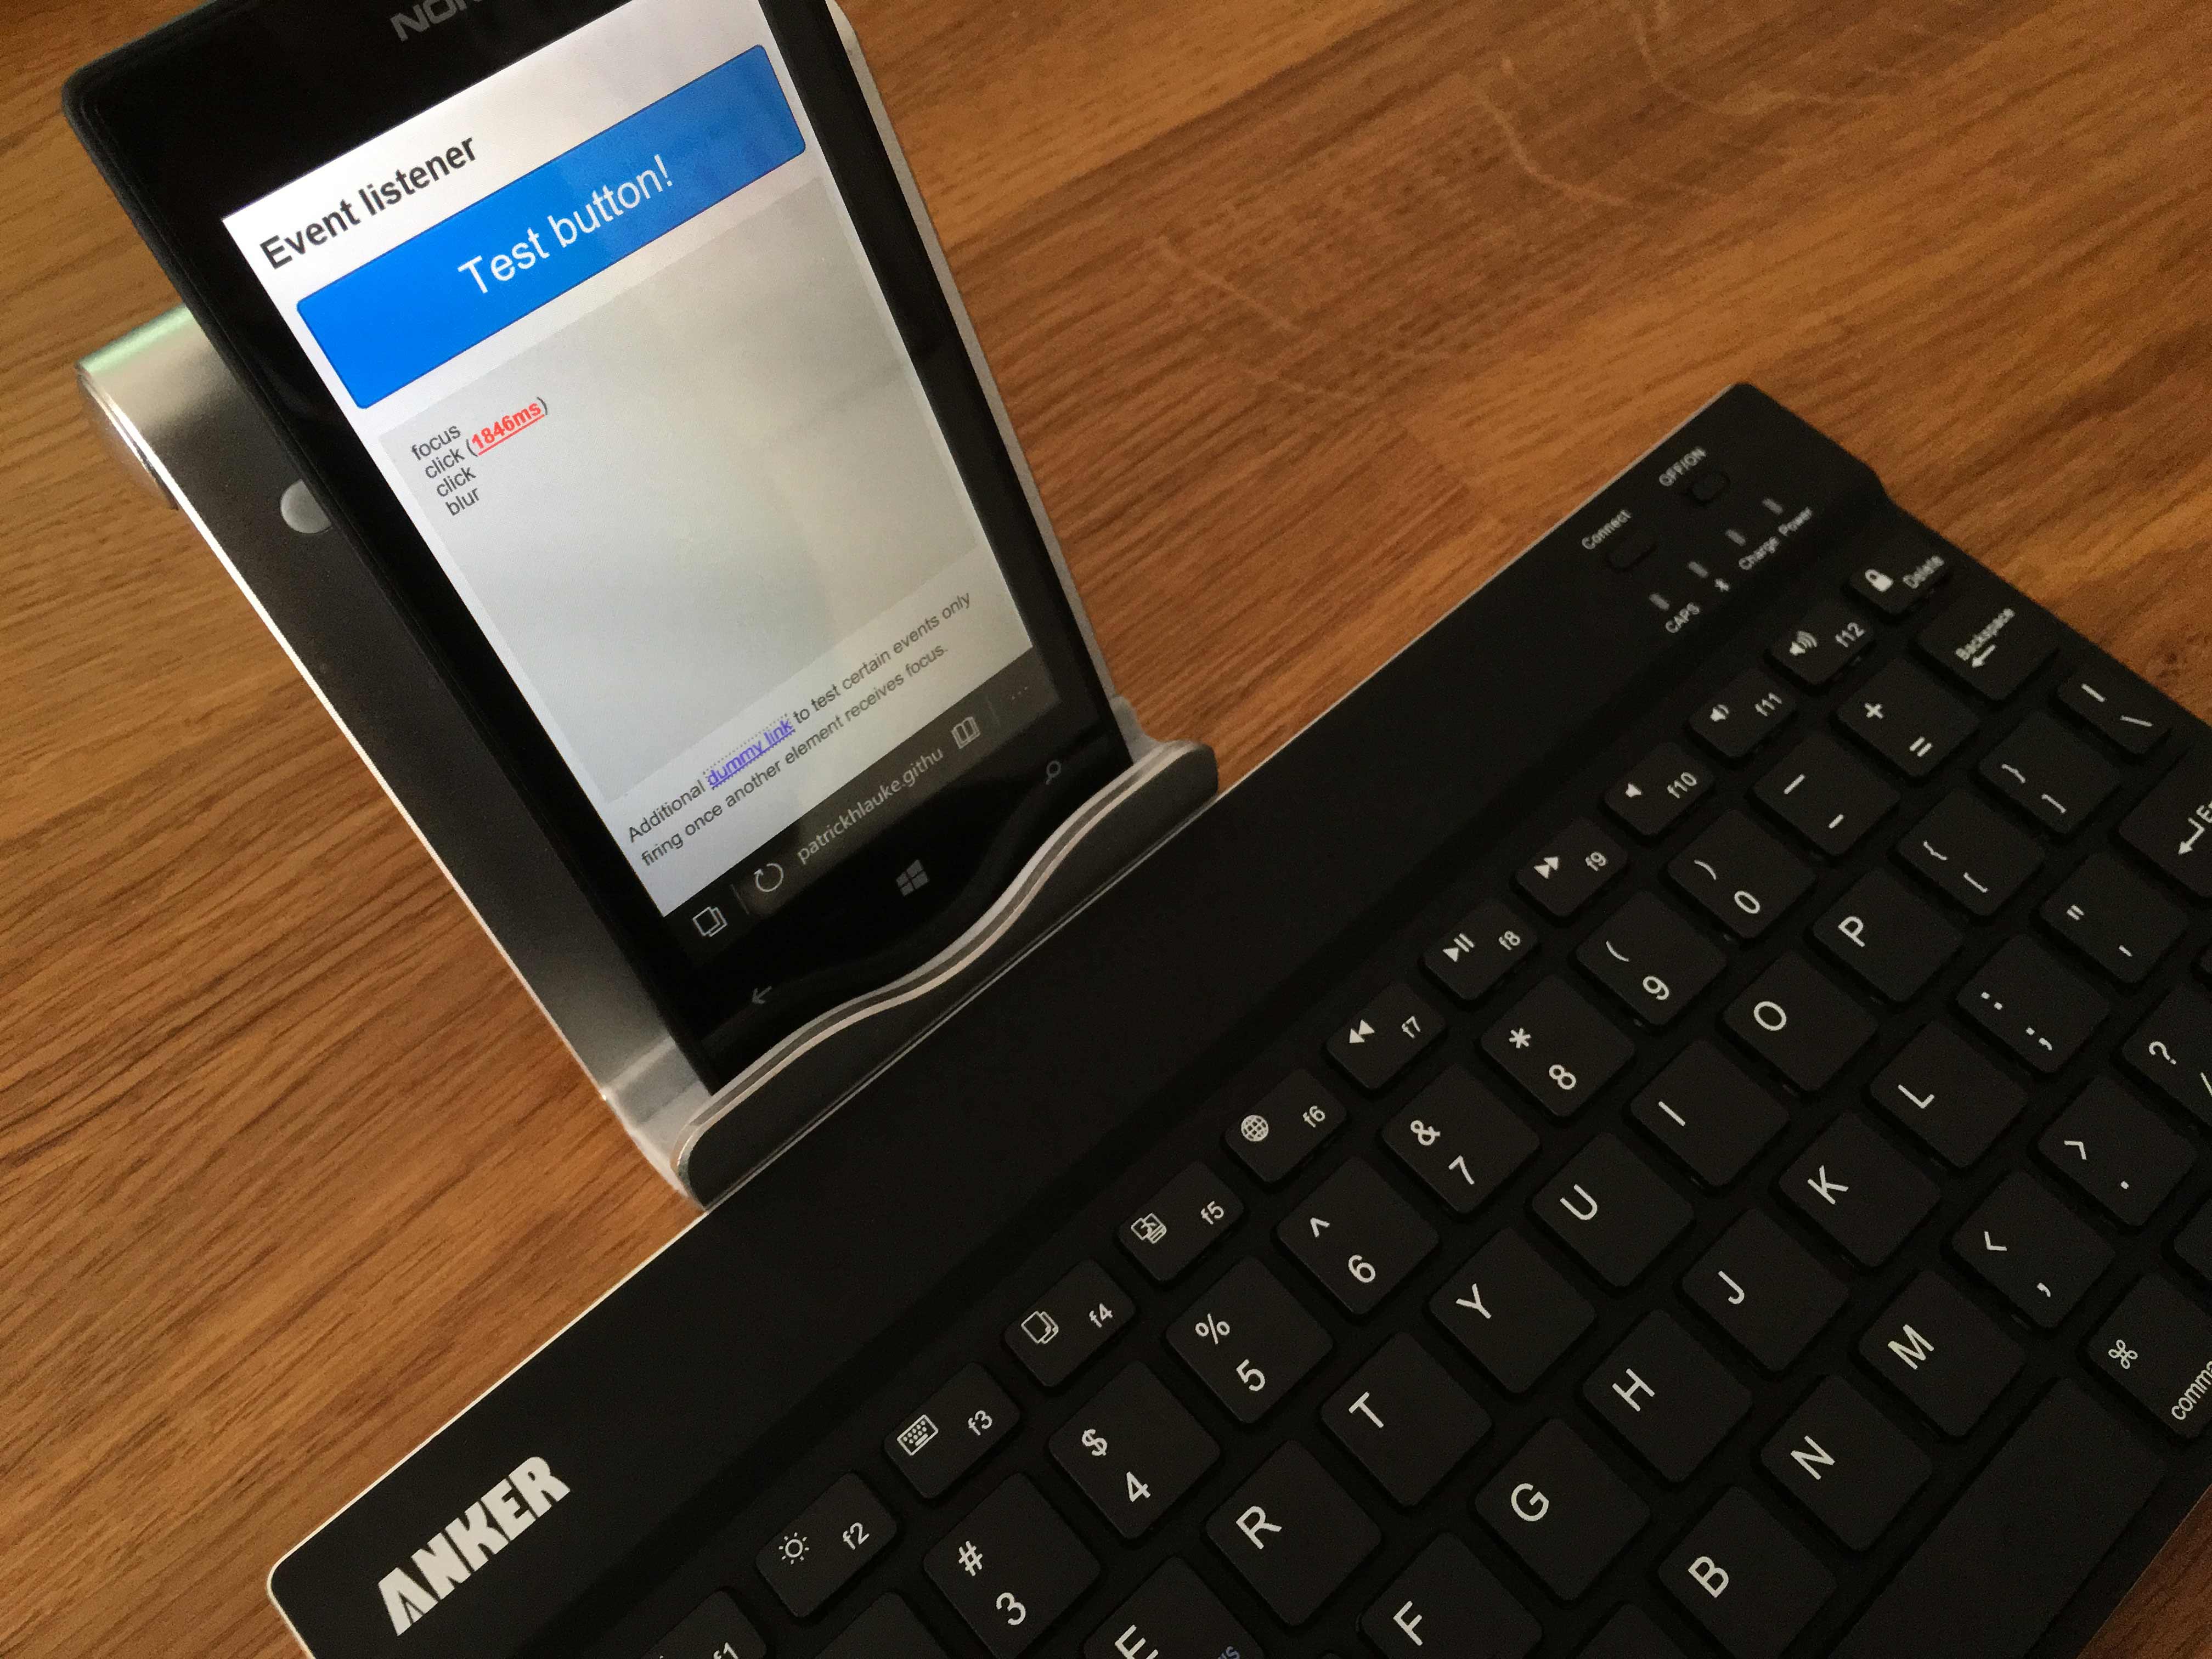 Event listener
Test button!
focus
click (1846ms)
click
blur
Additional dummy link to test certain events only
firing once another element receives focus.
patrickhlauke.githu
OFF/ON
Connect
Power
Charge
CAPS
Delete
f12
f11
f10
f9
f8
f7
f6
f5
f4
f3
f2
f1
Backspace
+ =
_ -
) 0
( 9
* 8
& 7
^ 6
% 5
$ 4
# 3
| \
} ]
{ [
P
O
I
U
Y
T
R
E
" '
: ;
L
K
J
H
G
F
? /
> .
< ,
M
N
B
⌘
ANKER